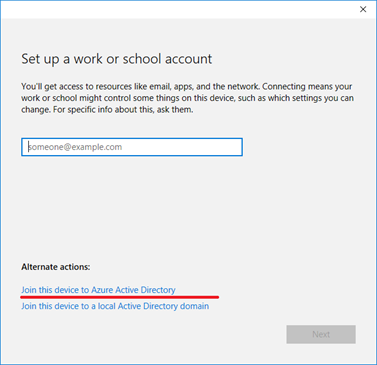 Set up a work or school account
You'll get access to resources like email, apps, and the network. Connecting means your
work or school might control some things on this device, such as which settings you can
change. For specific info about this, ask them.
someone@example.com
Alternate actions:
Join this device to Azure Active Directory
Join this device to a local Active Directory domain
Next